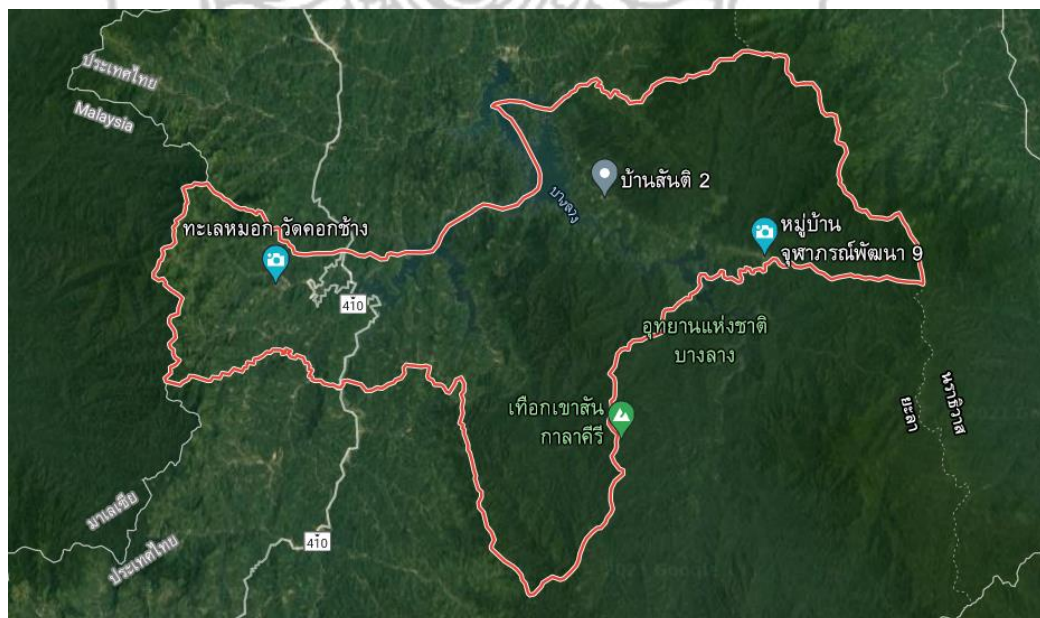 ประเทศไทย
Malaysia
บ้านสันติ 2
บางลาง
ทะเลหมอก วัดคอกช้าง
หมู่บ้าน
จุฬาภรณ์พัฒนา 9
410
อุทยานแห่งชาติ
บางลาง
นราธิวาส
ยะลา
เทือกเขาสัน
กาลาคีรี
มาเลเซีย
ประเทศไทย
410